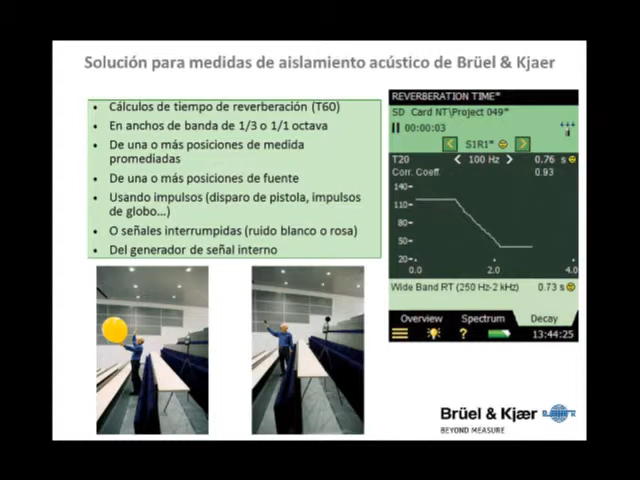 Solución para medidas de aislamiento acústico de Brüel & Kjaer
• Cálculos de tiempo de reverberación (T60)
• En anchos de banda de 1/3 o 1/1 octava
• De una o más posiciones de medida
promediadas
• De una o más posiciones de fuente
• Usando impulsos (disparo de pistola, impulsos
de globo...)
• O señales interrumpidas (ruido blanco o rosa)
• Del generador de señal interno
REVERBERATION TIME*
SD Card NT\Project 049*
00:00:03
S1R1*
T20 < 100 Hz > 0.76 s
Corr. Coeff. 0.93
140
110
80
50
20
0.0 2.0 4.0
Wide Band RT (250 Hz-2 kHz) 0.73 s
Overview Spectrum Decay
? 13:44:25
Brüel & Kjær
BEYOND MEASURE